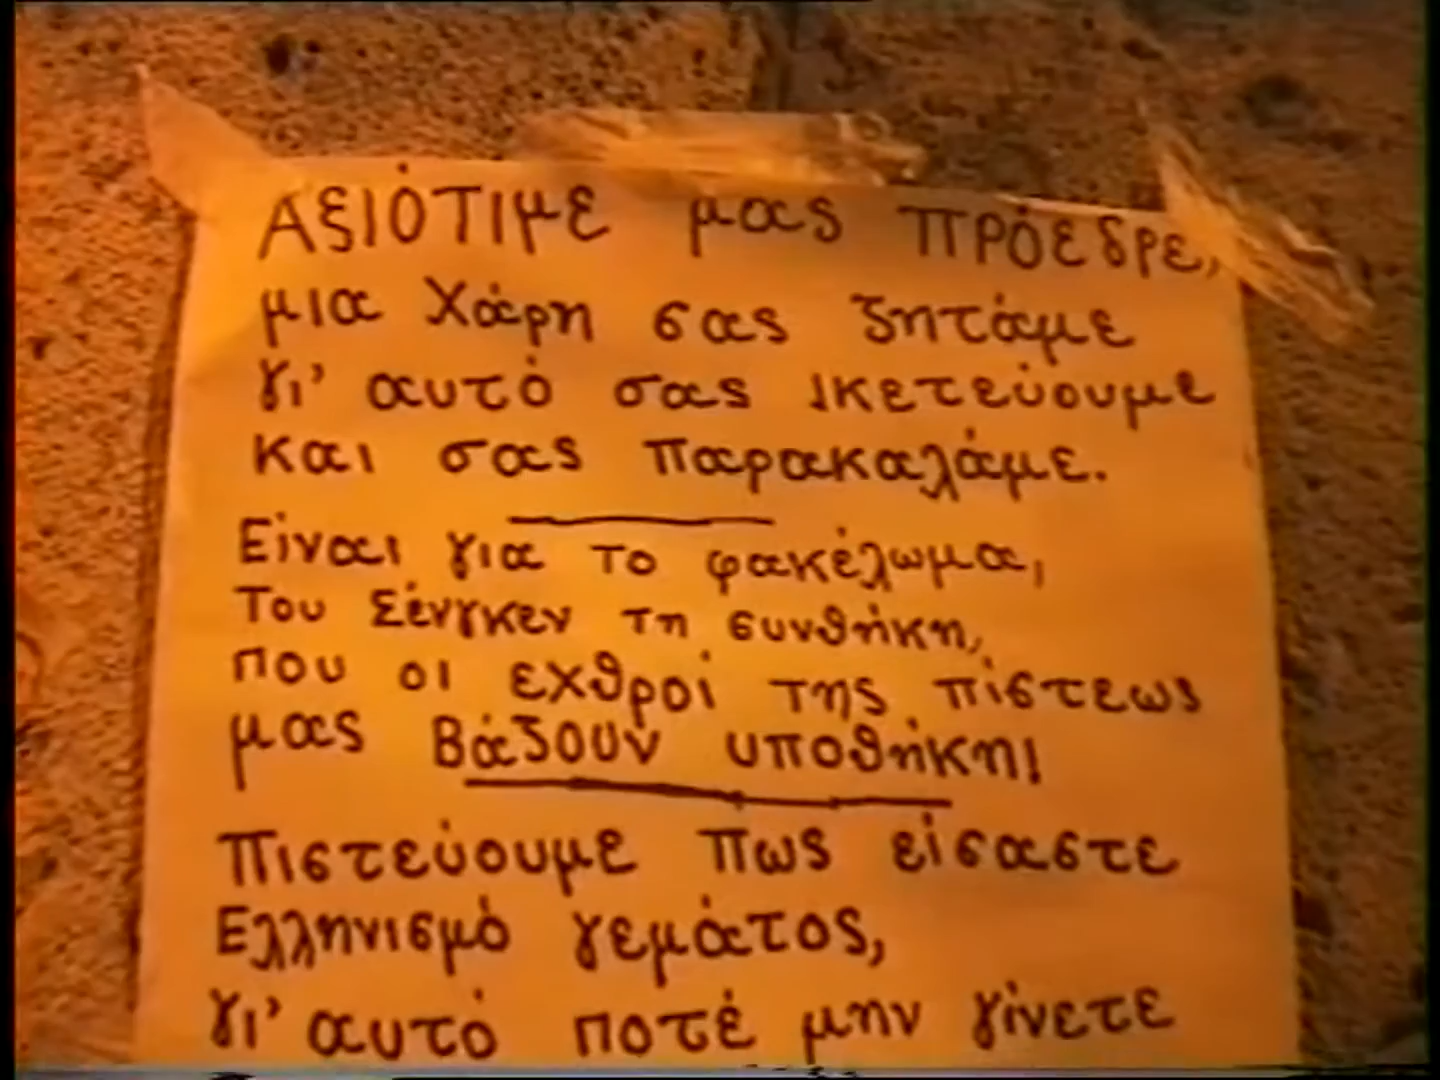 Αξιότιμε μας πρόεδρε,
μια χάρη σας ζητάμε
γι' αυτό σας ικετεύουμε
και σας παρακαλάμε.
Είναι για το φακέλωμα,
Του Σένγκεν τη συνθήκη,
που οι εχθροί της πίστεως
μας βάζουν υποθήκη!
Πιστεύουμε πως είσαστε
Ελληνισμό γεμάτος,
γι' αυτό ποτέ μην γίνετε